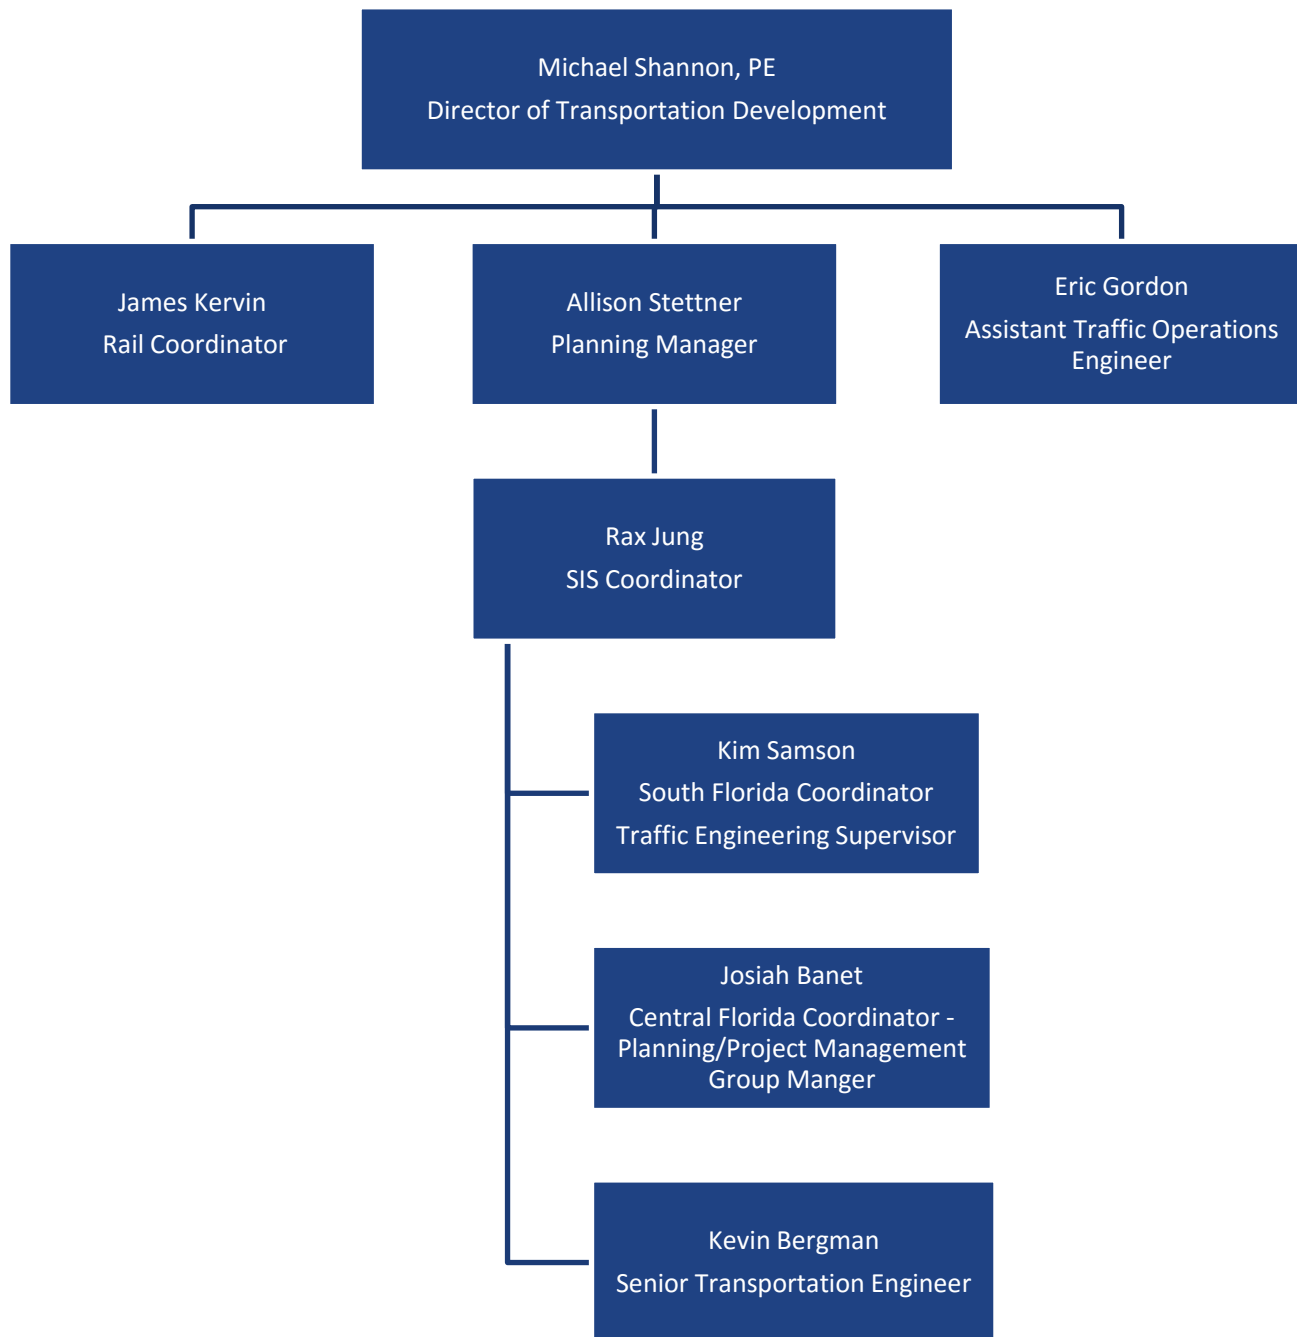 Michael Shannon, PE
Director of Transportation Development
James Kervin
Rail Coordinator
Allison Stettner
Planning Manager
Eric Gordon
Assistant Traffic Operations
Engineer
Rax Jung
SIS Coordinator
Kim Samson
South Florida Coordinator
Traffic Engineering Supervisor
Josiah Banet
Central Florida Coordinator -
Planning/Project Management
Group Manger
Kevin Bergman
Senior Transportation Engineer